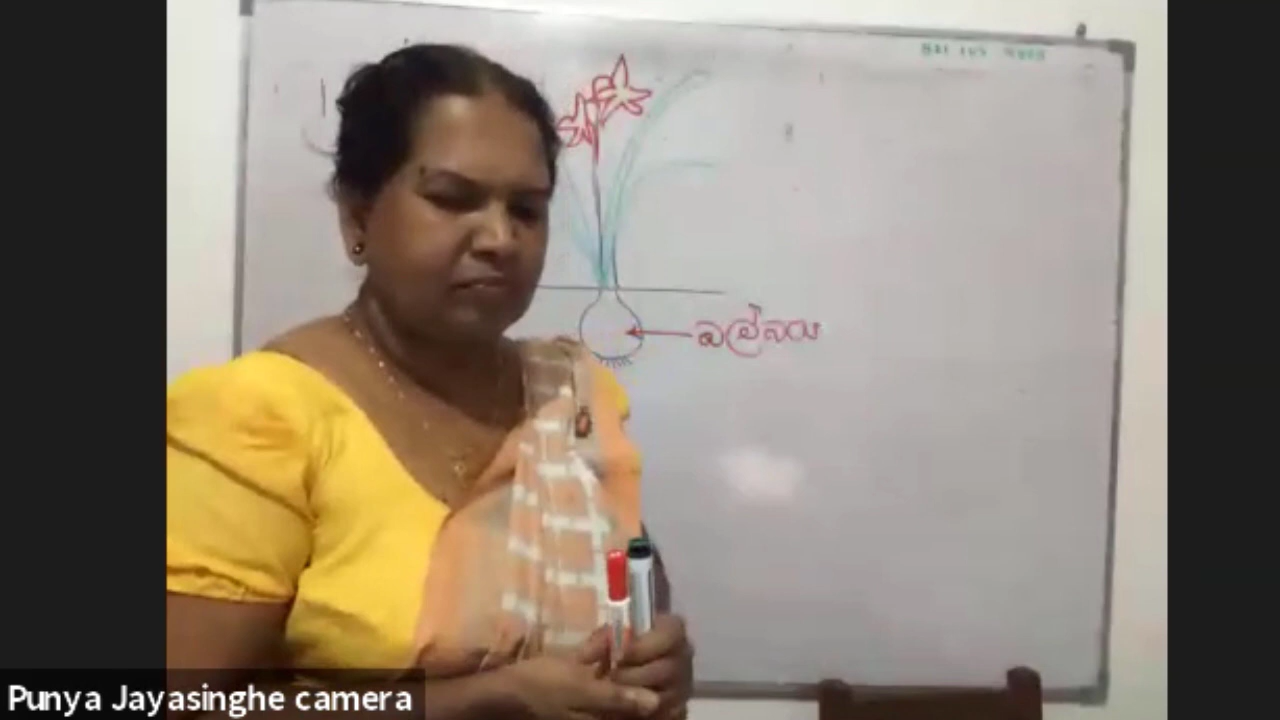 බල්බය
Punya Jayasinghe camera